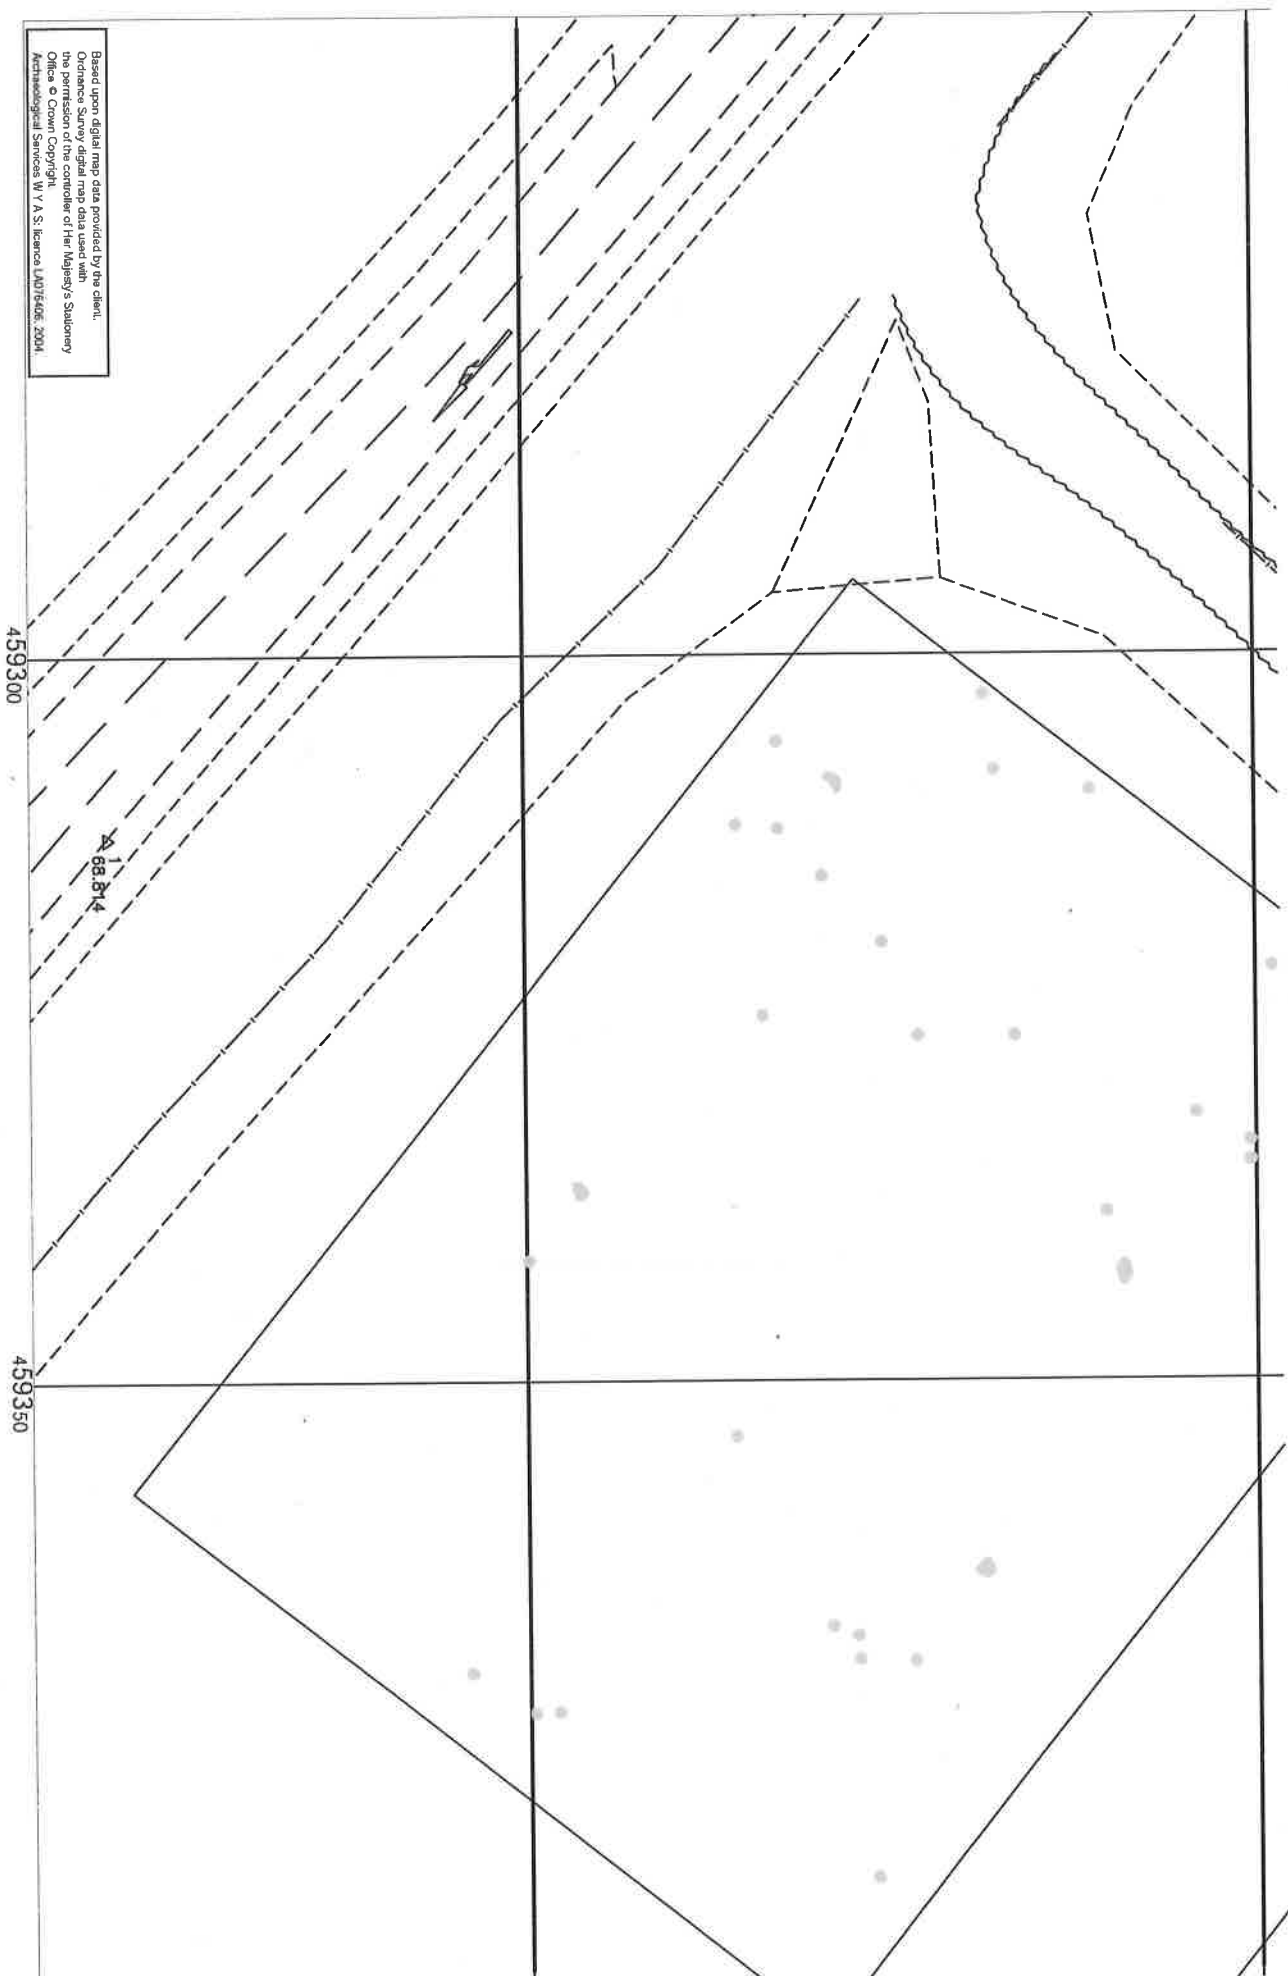 Based upon digital map data provided by the client.
Ordnance Survey digital map data used with
the permission of the controller of Her Majesty's Stationery
Office © Crown Copyright.
Archaeological Services W Y A S: licence LA076406, 2004.
459300
1
68.814
459350